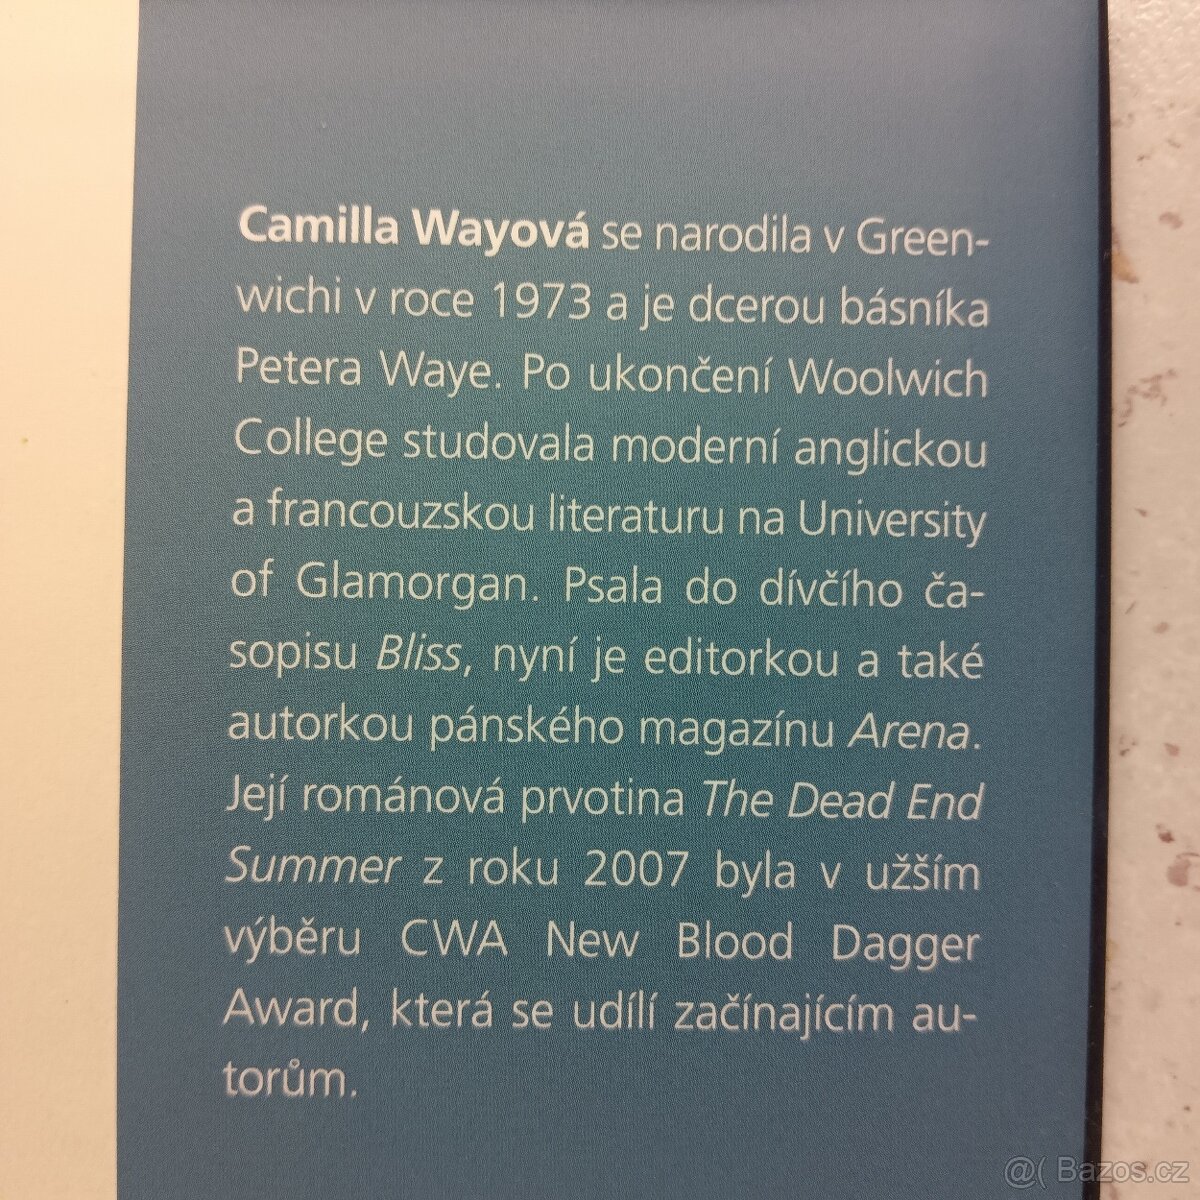 Camilla Wayová se narodila v Green-
wichi v roce 1973 a je dcerou básníka
Petera Waye. Po ukončení Woolwich
College studovala moderní anglickou
a francouzskou literaturu na University
of Glamorgan. Psala do dívčího ča-
sopisu Bliss, nyní je editorkou a také
autorkou pánského magazínu Arena.
Její románová prvotina The Dead End
Summer z roku 2007 byla v užším
výběru CWA New Blood Dagger
Award, která se udílí začínajícím au-
torům.
@( Bazos.cz